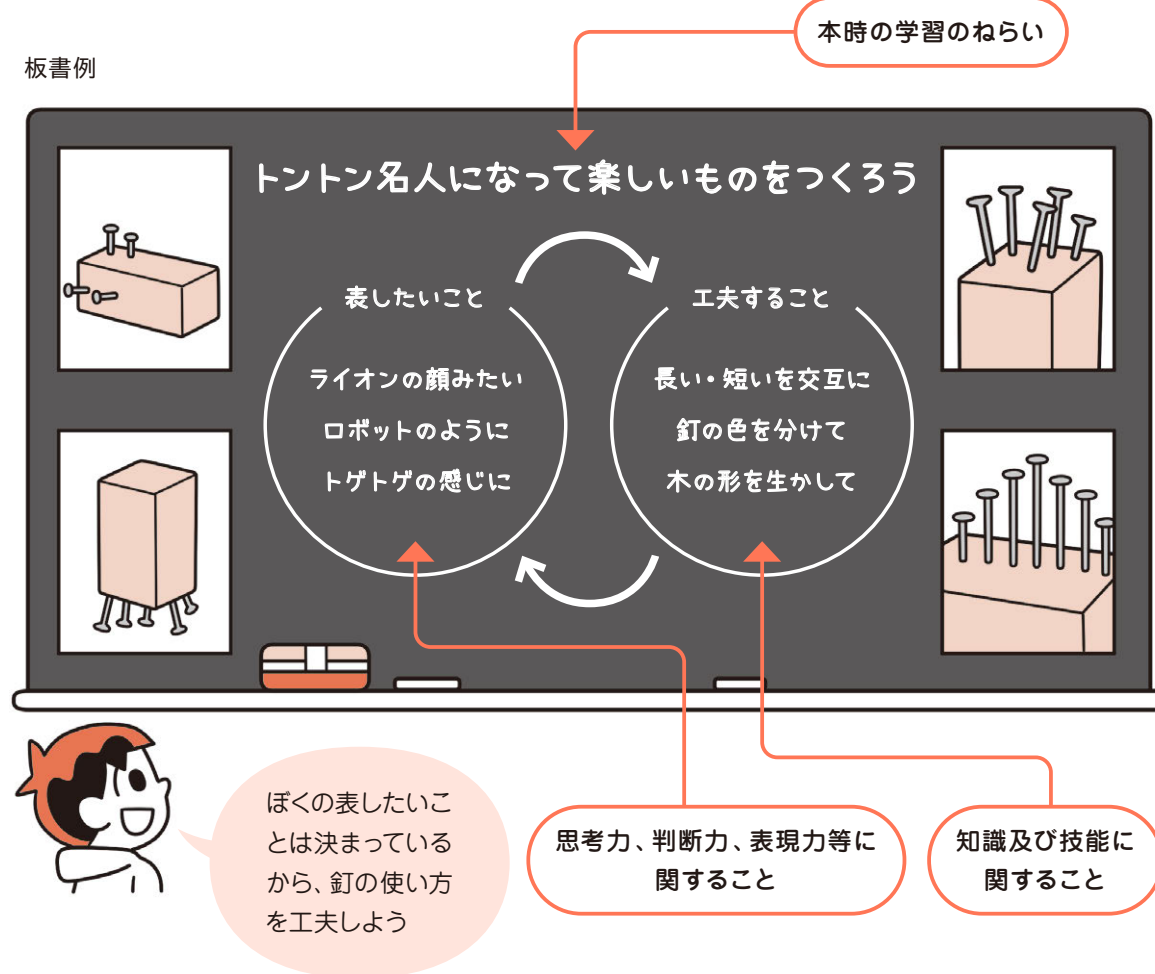 本時の学習のねらい
板書例
トントン名人になって楽しいものをつくろう
表したいこと
ライオンの顔みたい
ロボットのように
トゲトゲの感じに
工夫すること
長い・短いを交互に
釘の色を分けて
木の形を生かして
ぼくの表したいこ
とは決まっている
から、釘の使い方
を工夫しよう
思考力、判断力、表現力等に
関すること
知識及び技能に
関すること